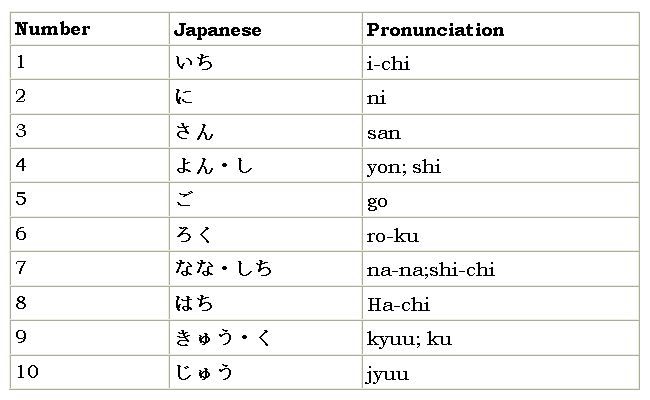 Number Japanese Pronunciation
1 いち i-chi
2 に ni
3 さん san
4 よん・し yon; shi
5 ご go
6 ろく ro-ku
7 なな・しち na-na;shi-chi
8 はち Ha-chi
9 きゅう・く kyuu; ku
10 じゅう jyuu